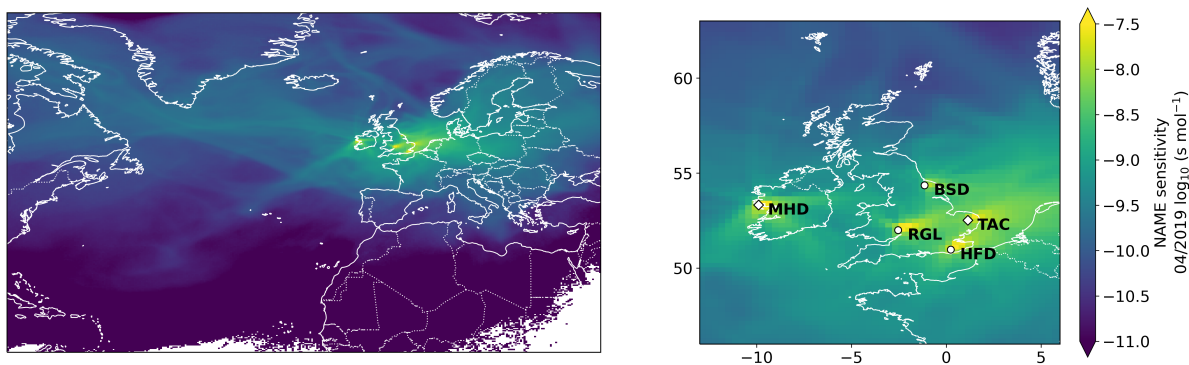 60
55
50
−10
−5
0
5
BSD
MHD
TAC
RGL
HFD
−7.5
−8.0
−8.5
−9.0
−9.5
−10.0
−10.5
−11.0
NAME sensitivity
04/2019 log₁₀ (s m⁻¹)